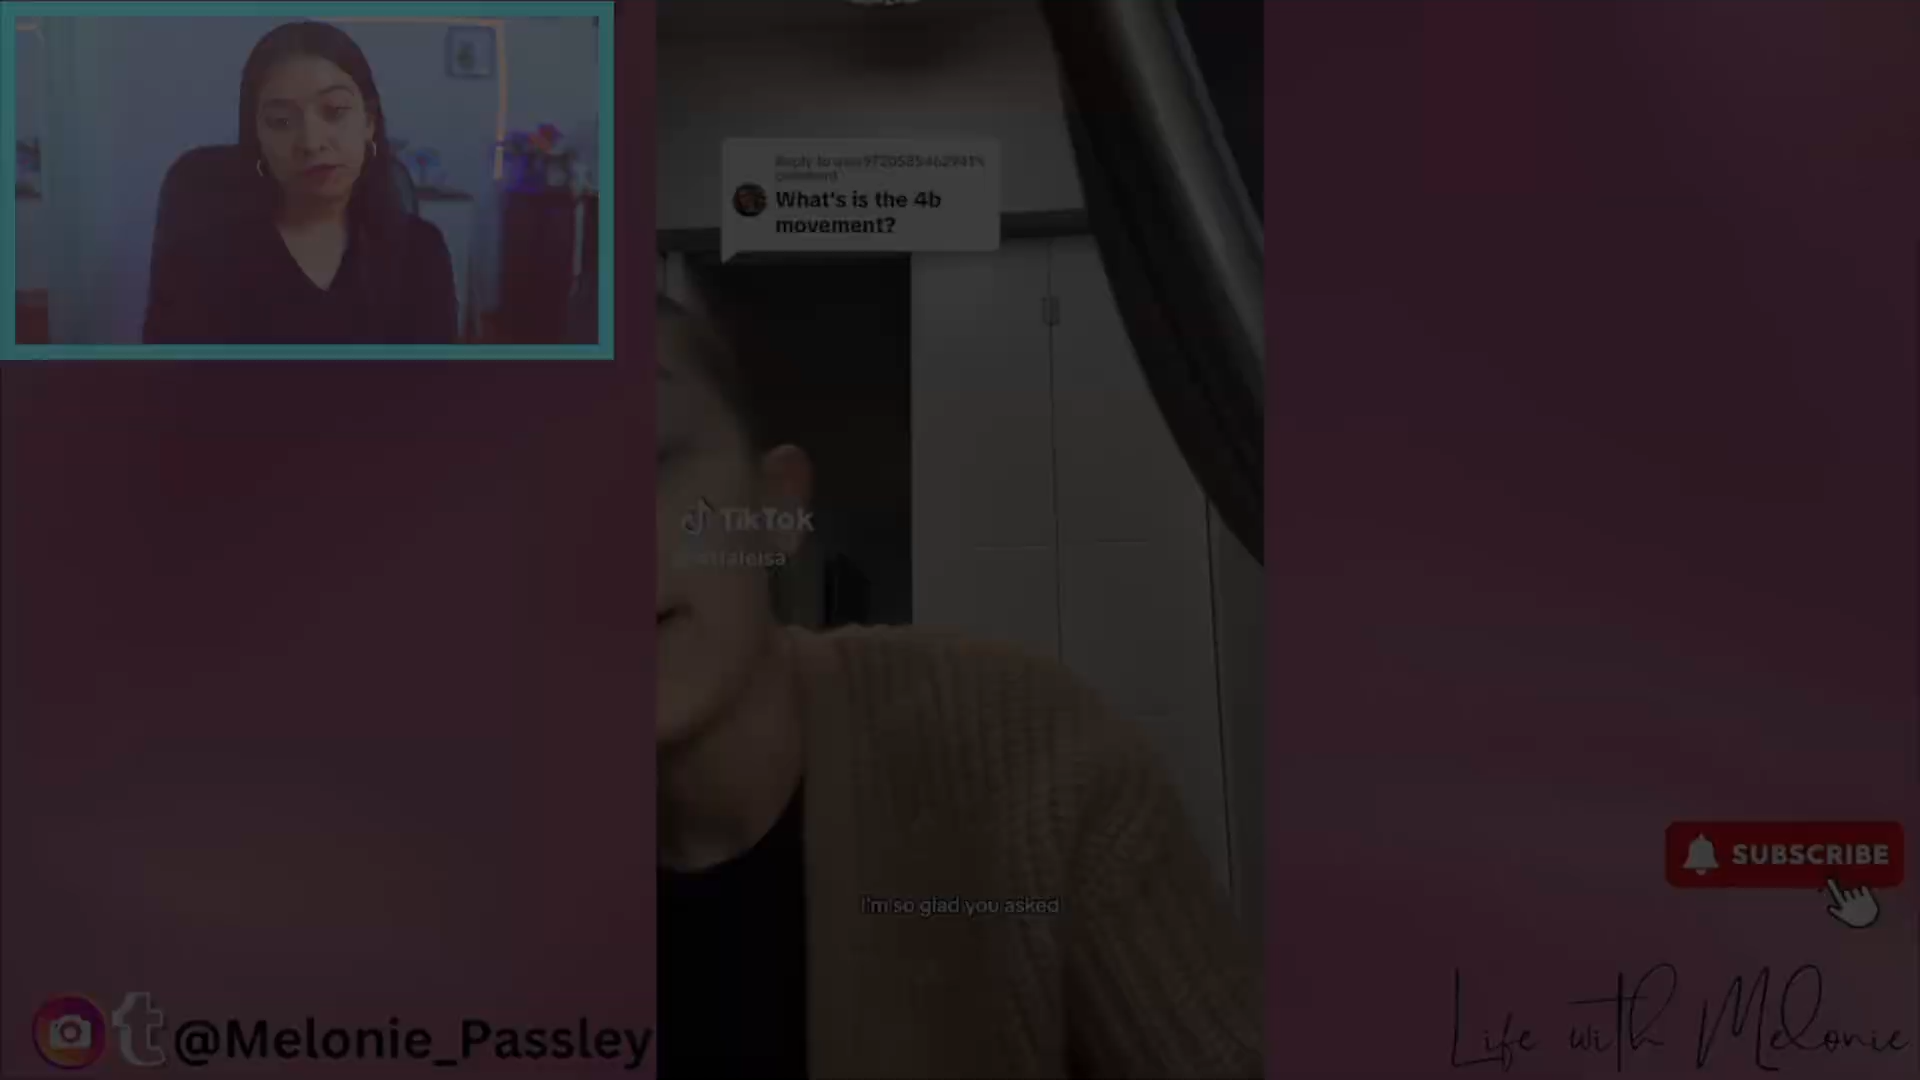 What's is the 4b
movement?
TikTok
I'm so glad you asked
SUBSCRIBE
@Melonie_Passley
Life with Melonie